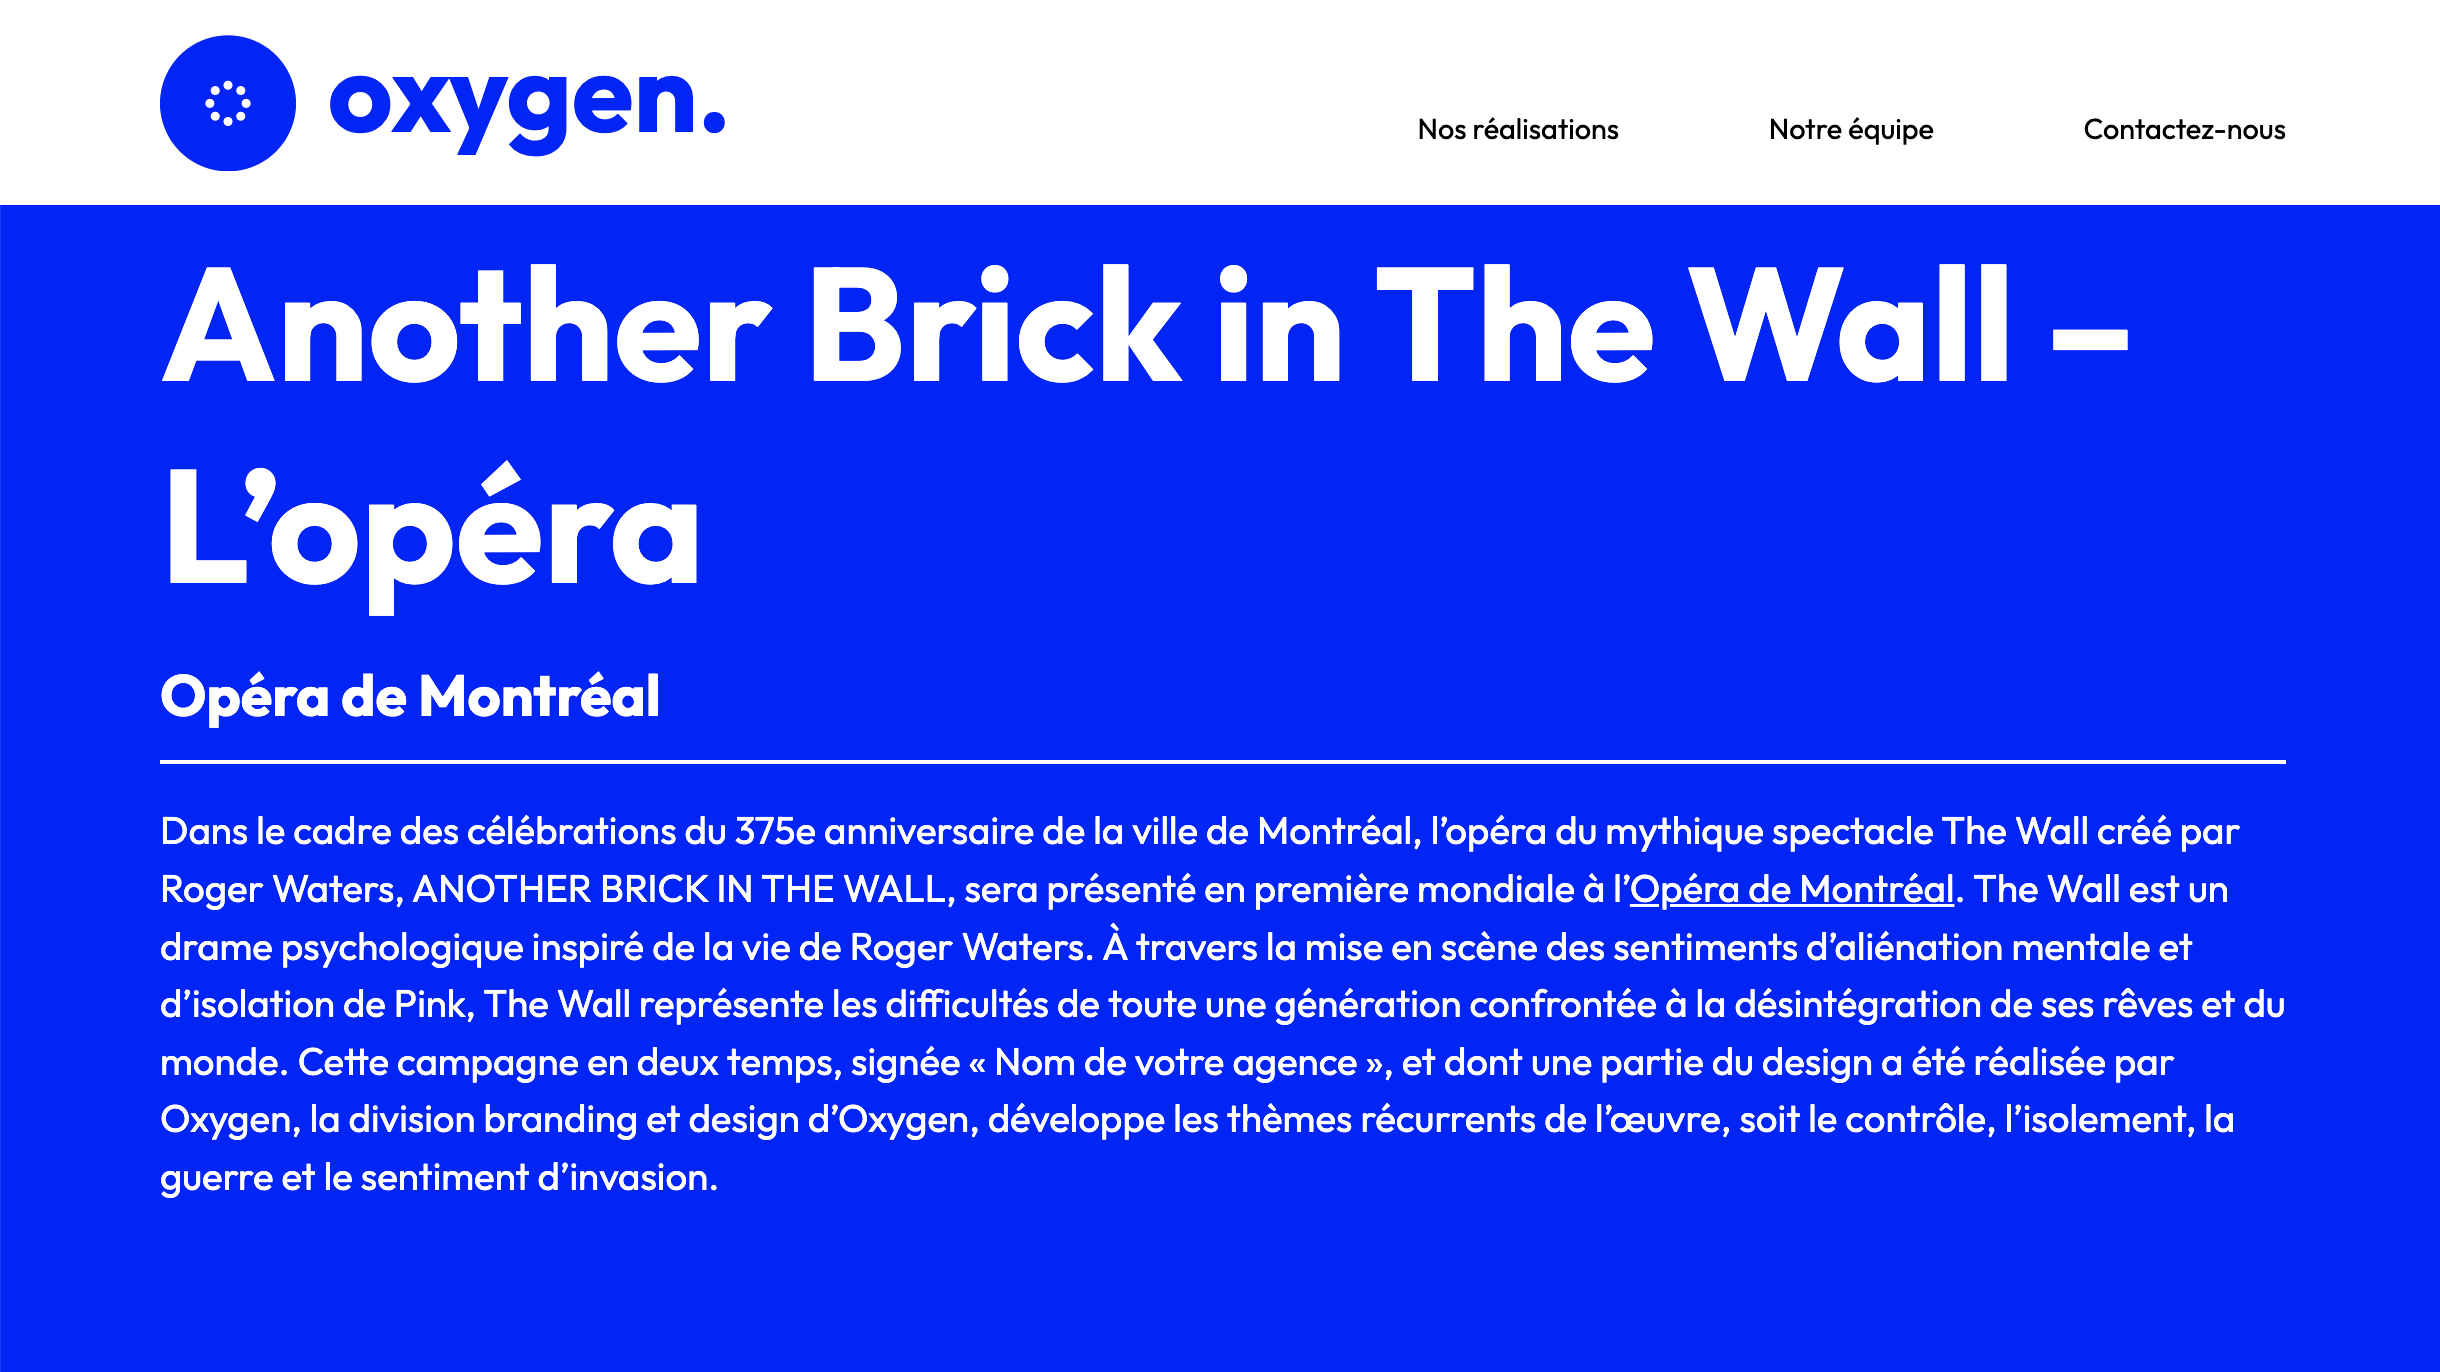 oxygen.
Nos réalisations
Notre équipe
Contactez-nous
Another Brick in The Wall –
L’opéra
Opéra de Montréal
Dans le cadre des célébrations du 375e anniversaire de la ville de Montréal, l’opéra du mythique spectacle The Wall créé par
Roger Waters, ANOTHER BRICK IN THE WALL, sera présenté en première mondiale à l’Opéra de Montréal. The Wall est un
drame psychologique inspiré de la vie de Roger Waters. À travers la mise en scène des sentiments d’aliénation mentale et
d’isolation de Pink, The Wall représente les difficultés de toute une génération confrontée à la désintégration de ses rêves et du
monde. Cette campagne en deux temps, signée « Nom de votre agence », et dont une partie du design a été réalisée par
Oxygen, la division branding et design d’Oxygen, développe les thèmes récurrents de l’œuvre, soit le contrôle, l’isolement, la
guerre et le sentiment d’invasion.